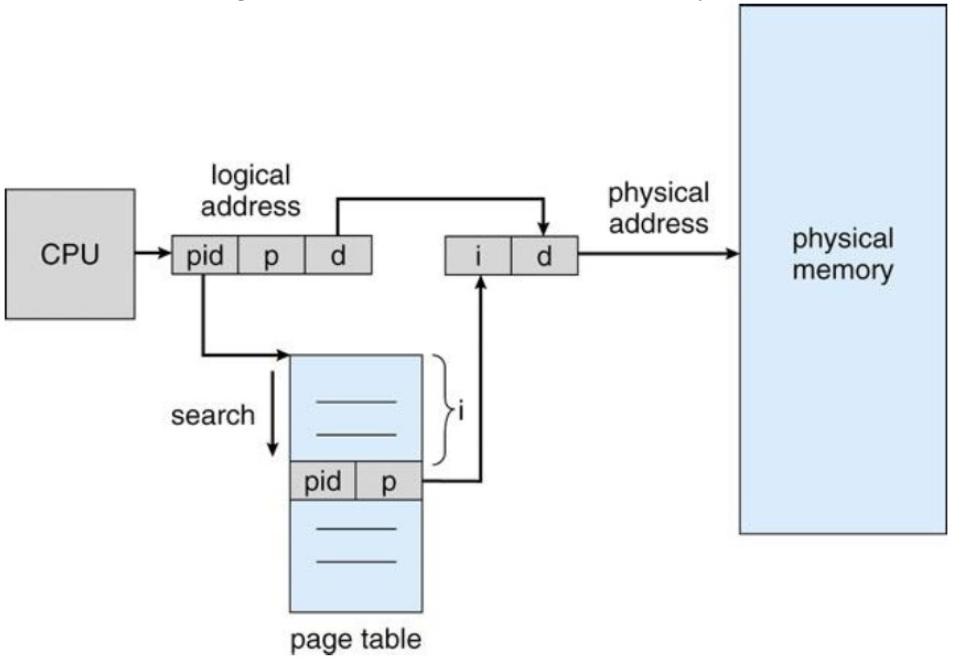 logical
address
CPU
pid p d
i d
physical
address
physical
memory
search
i
pid p
page table